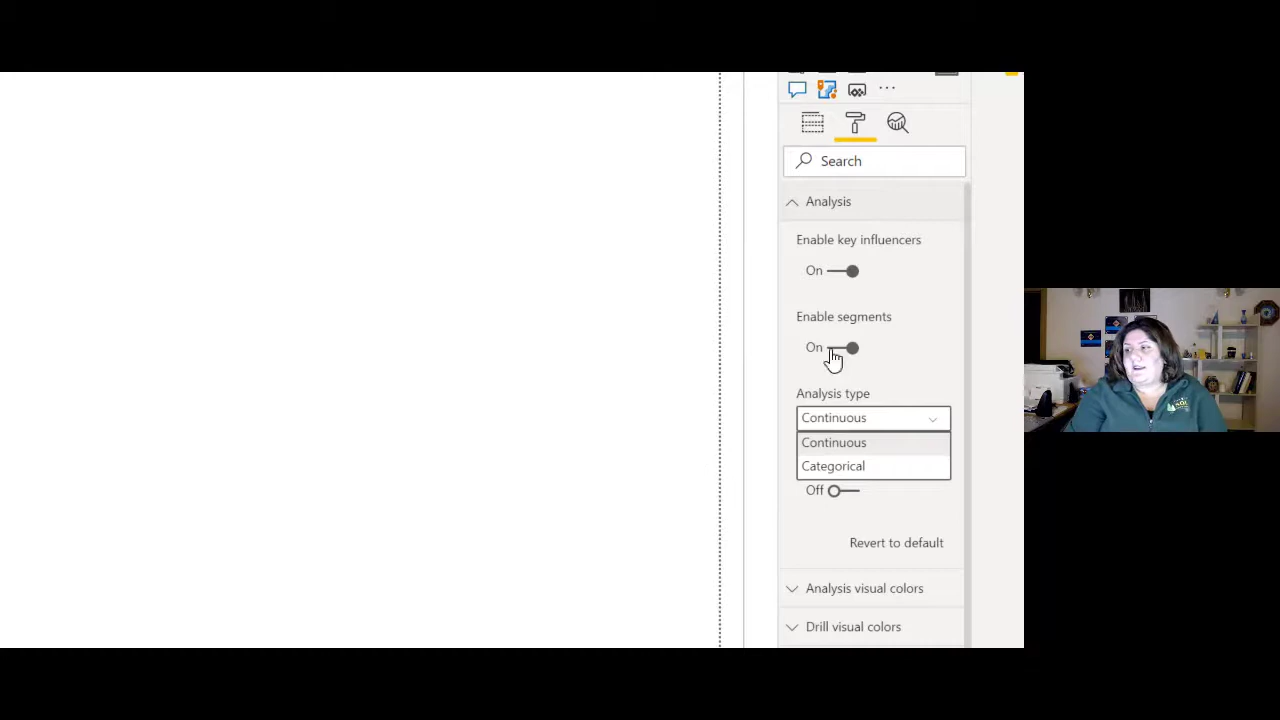 Search
Analysis
Enable key influencers
On
Enable segments
On
Analysis type
Continuous
Continuous
Categorical
Off
Revert to default
Analysis visual colors
Drill visual colors